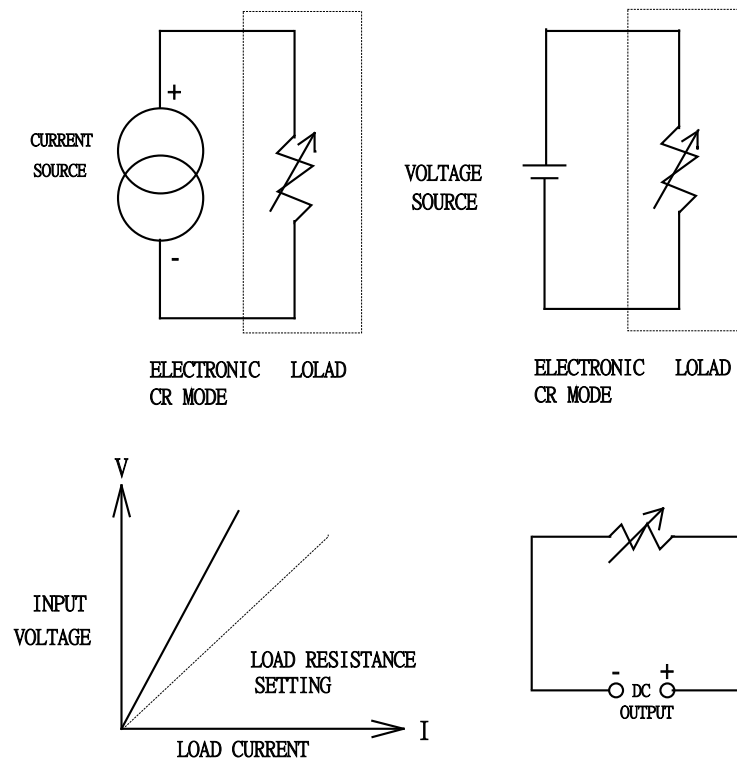 +
CURRENT
SOURCE
-
ELECTRONIC LOLAD
CR MODE
VOLTAGE
SOURCE
ELECTRONIC LOLAD
CR MODE
V
INPUT
VOLTAGE
LOAD RESISTANCE
SETTING
I
LOAD CURRENT
- +
DC
OUTPUT